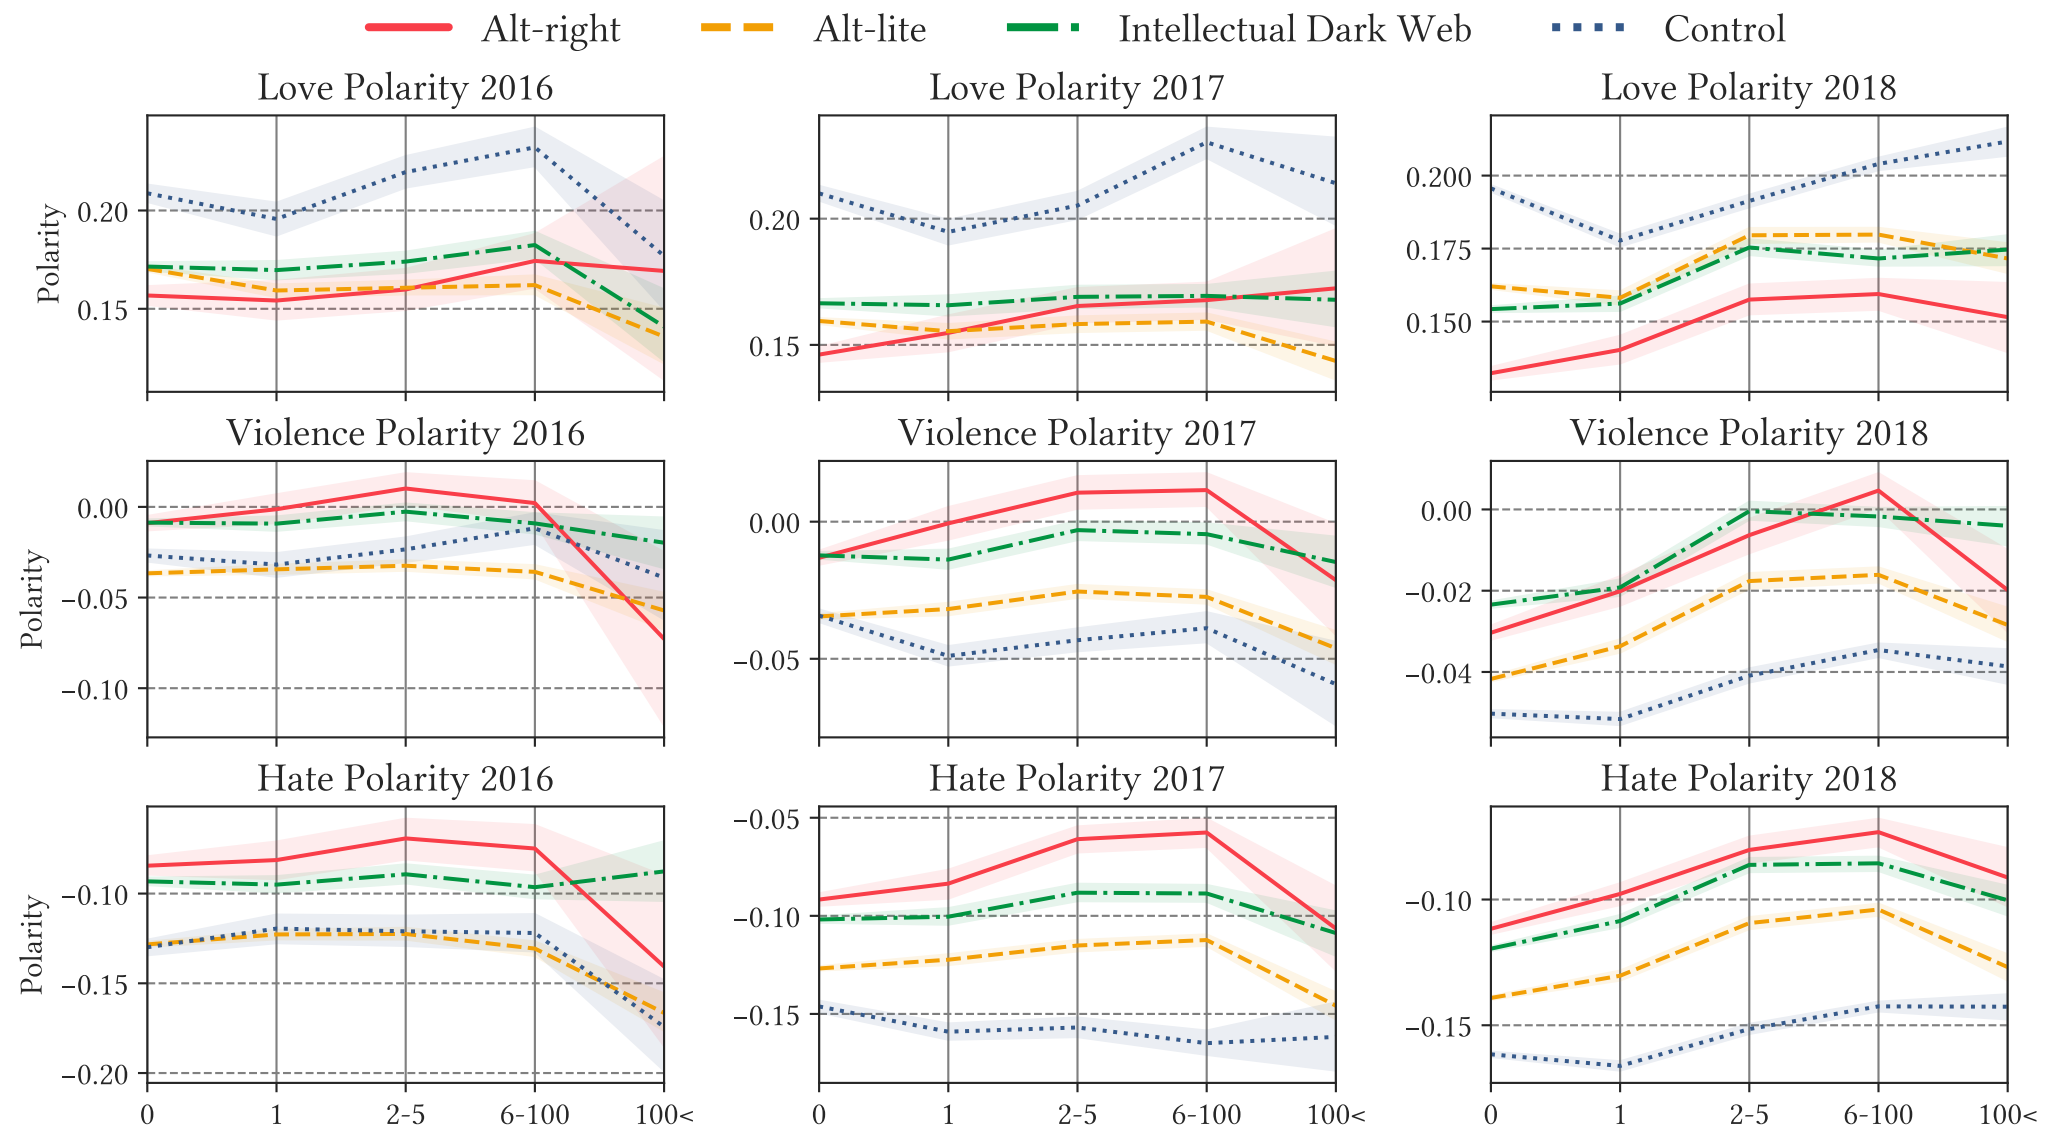 Alt-right Alt-lite Intellectual Dark Web Control
Love Polarity 2016
Polarity
0.20
0.15
Love Polarity 2017
0.20
0.15
Love Polarity 2018
0.200
0.175
0.150
Violence Polarity 2016
Polarity
0.00
−0.05
−0.10
Violence Polarity 2017
0.00
−0.05
Violence Polarity 2018
0.00
−0.02
−0.04
Hate Polarity 2016
Polarity
−0.10
−0.15
−0.20
0 1 2-5 6-100 100<
Hate Polarity 2017
−0.05
−0.10
−0.15
0 1 2-5 6-100 100<
Hate Polarity 2018
−0.10
−0.15
0 1 2-5 6-100 100<